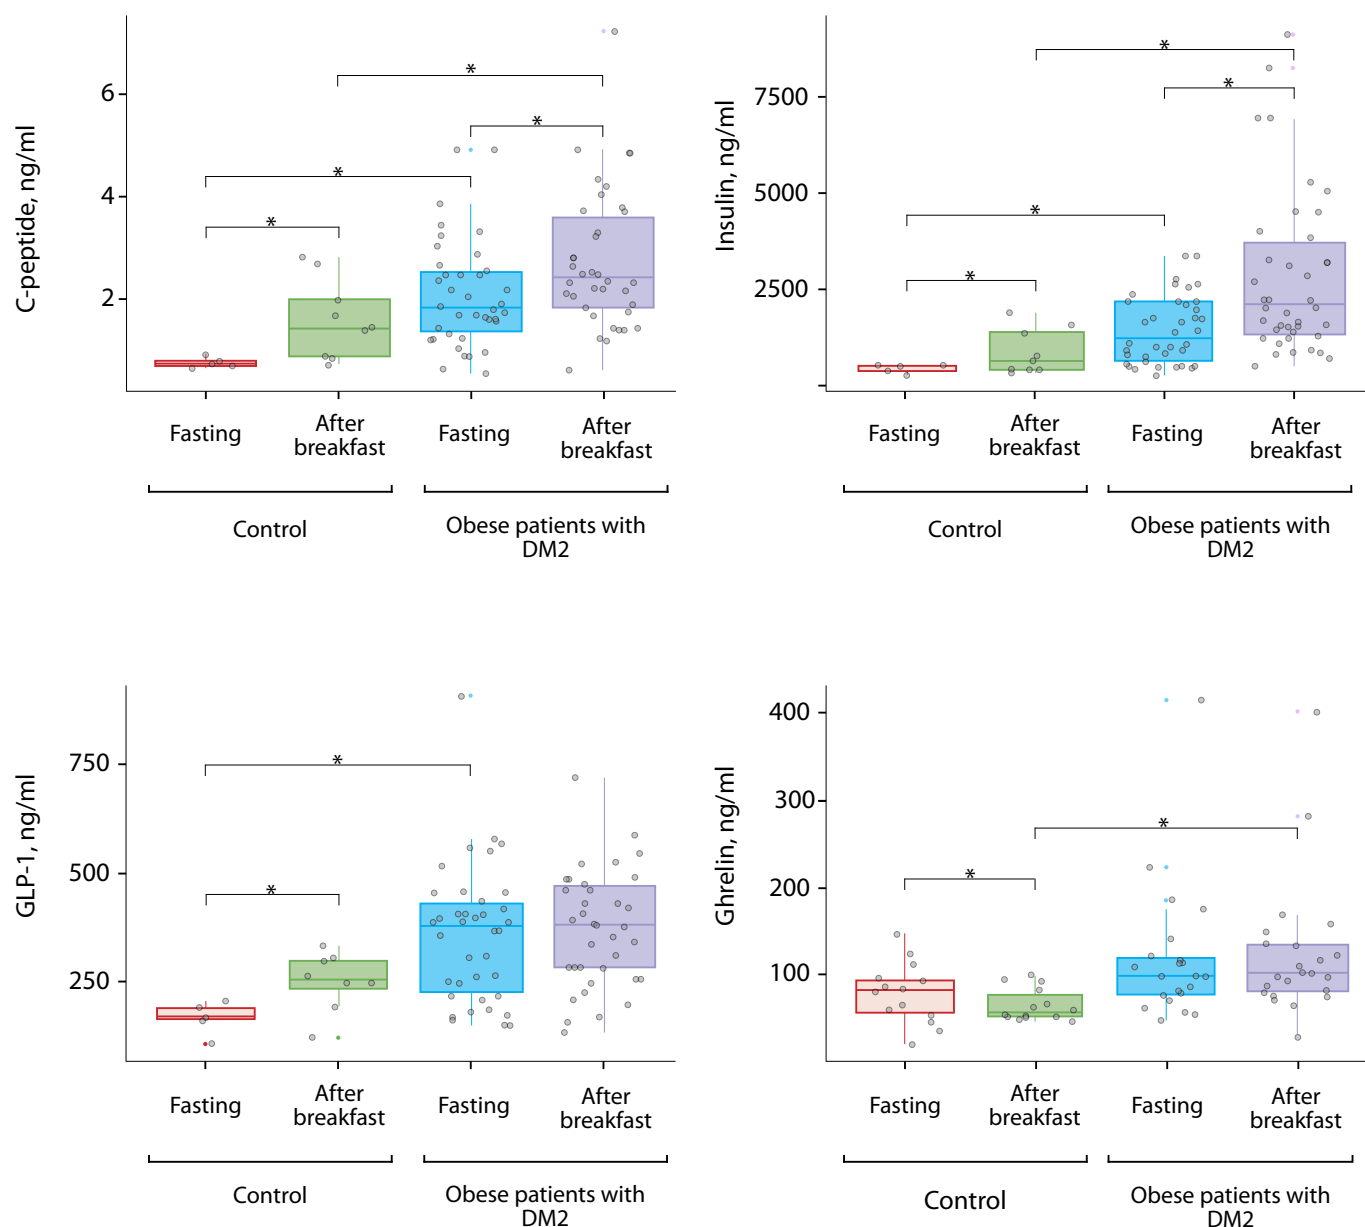 C-peptide, ng/ml
6
4
2
*
*
*
*
Fasting
After
breakfast
Fasting
After
breakfast
Control
Obese patients with
DM2
Insulin, ng/ml
7500
5000
2500
*
*
*
*
Fasting
After
breakfast
Fasting
After
breakfast
Control
Obese patients with
DM2
GLP-1, ng/ml
750
500
250
*
*
Fasting
After
breakfast
Fasting
After
breakfast
Control
Obese patients with
DM2
Ghrelin, ng/ml
400
300
200
100
*
*
Fasting
After
breakfast
Fasting
After
breakfast
Control
Obese patients with
DM2